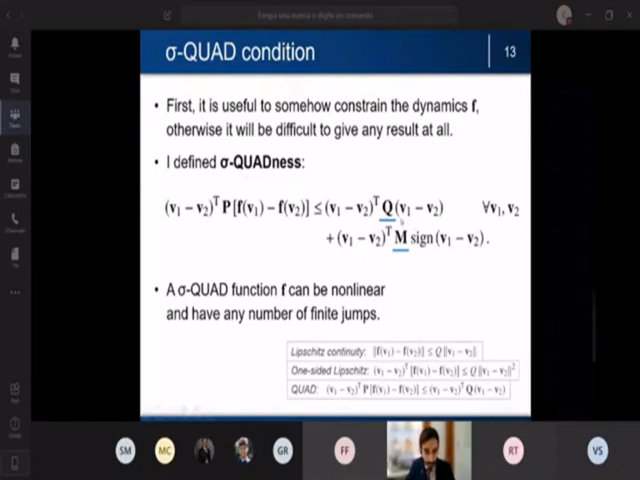 Esegui una ricerca o digita un comando
σ-QUAD condition
13
• First, it is useful to somehow constrain the dynamics f,
otherwise it will be difficult to give any result at all.
• I defined σ-QUADness:
(v₁ − v₂)ᵀ P[f(v₁) − f(v₂)] ≤ (v₁ − v₂)ᵀ Q (v₁ − v₂) ∀v₁, v₂
+ (v₁ − v₂)ᵀ M sign (v₁ − v₂).
• A σ-QUAD function f can be nonlinear
and have any number of finite jumps.
Lipschitz continuity: ‖f(v₁) − f(v₂)‖ ≤ Q‖v₁ − v₂‖
One-sided Lipschitz: (v₁ − v₂)ᵀ [f(v₁) − f(v₂)] ≤ Q‖v₁ − v₂‖²
QUAD: (v₁ − v₂)ᵀ P[f(v₁) − f(v₂)] ≤ (v₁ − v₂)ᵀ Q(v₁ − v₂)
SM
MC
GR
FF
RT
VS